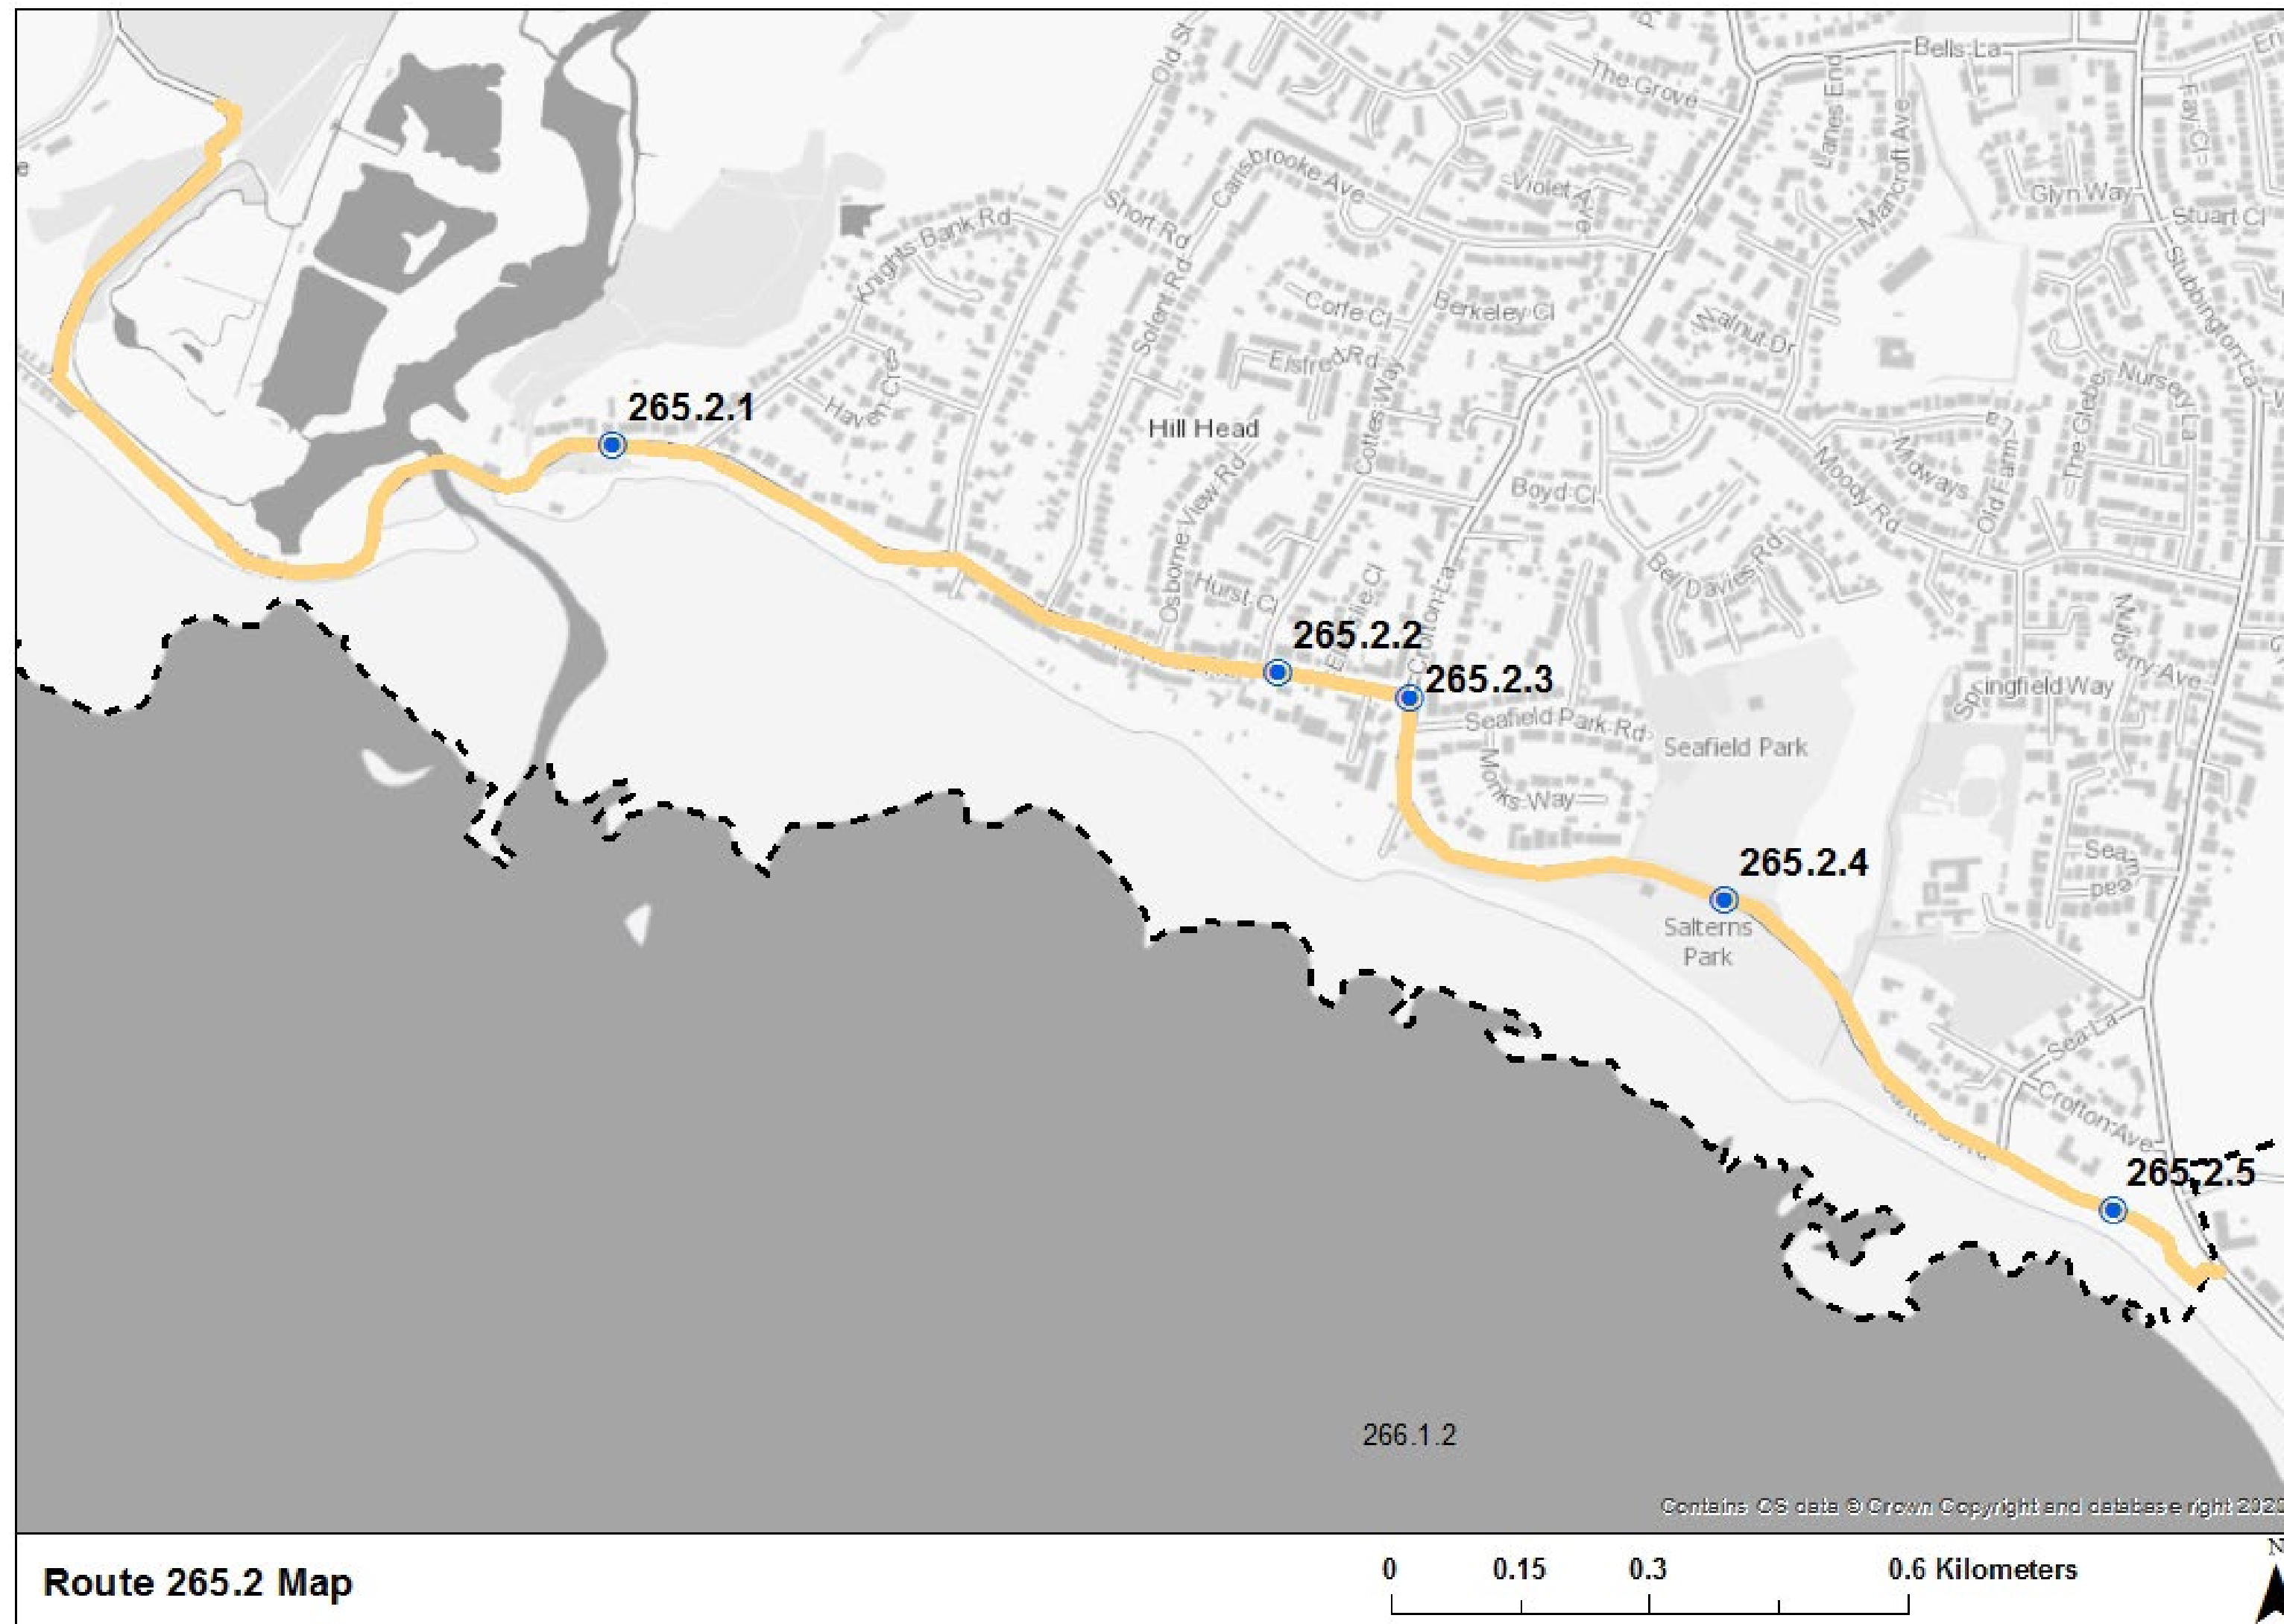 Old St
Bells La
The Grove
Lanes End
Mancroft Ave
Fay Cl
Carisbrooke Ave
Violet Ave
Glyn Way
Stuart Cl
Short Rd
Knights Bank Rd
Solent Rd
Stubbington La
Corfe Cl
Berkeley Cl
Walnut Dr
Elsfred Rd
Cottes Way
Nursery La
The Glebe
265.2.1
Haven Cres
Hill Head
Midways
Old Farm
Moody Rd
Osborne View Rd
Boyd Cl
Bell Davies Rd
Hurst Cl
Crofton La
265.2.2
265.2.3
Mulberry Ave
Springfield Way
Seafield Park Rd
Seafield Park
Monks Way
265.2.4
Sea
mead
Salterns
Park
Sea La
Crofton Ave
265.2.5
266.1.2
Contains OS data © Crown Copyright and database right 2020
N
Route 265.2 Map
0 0.15 0.3 0.6 Kilometers